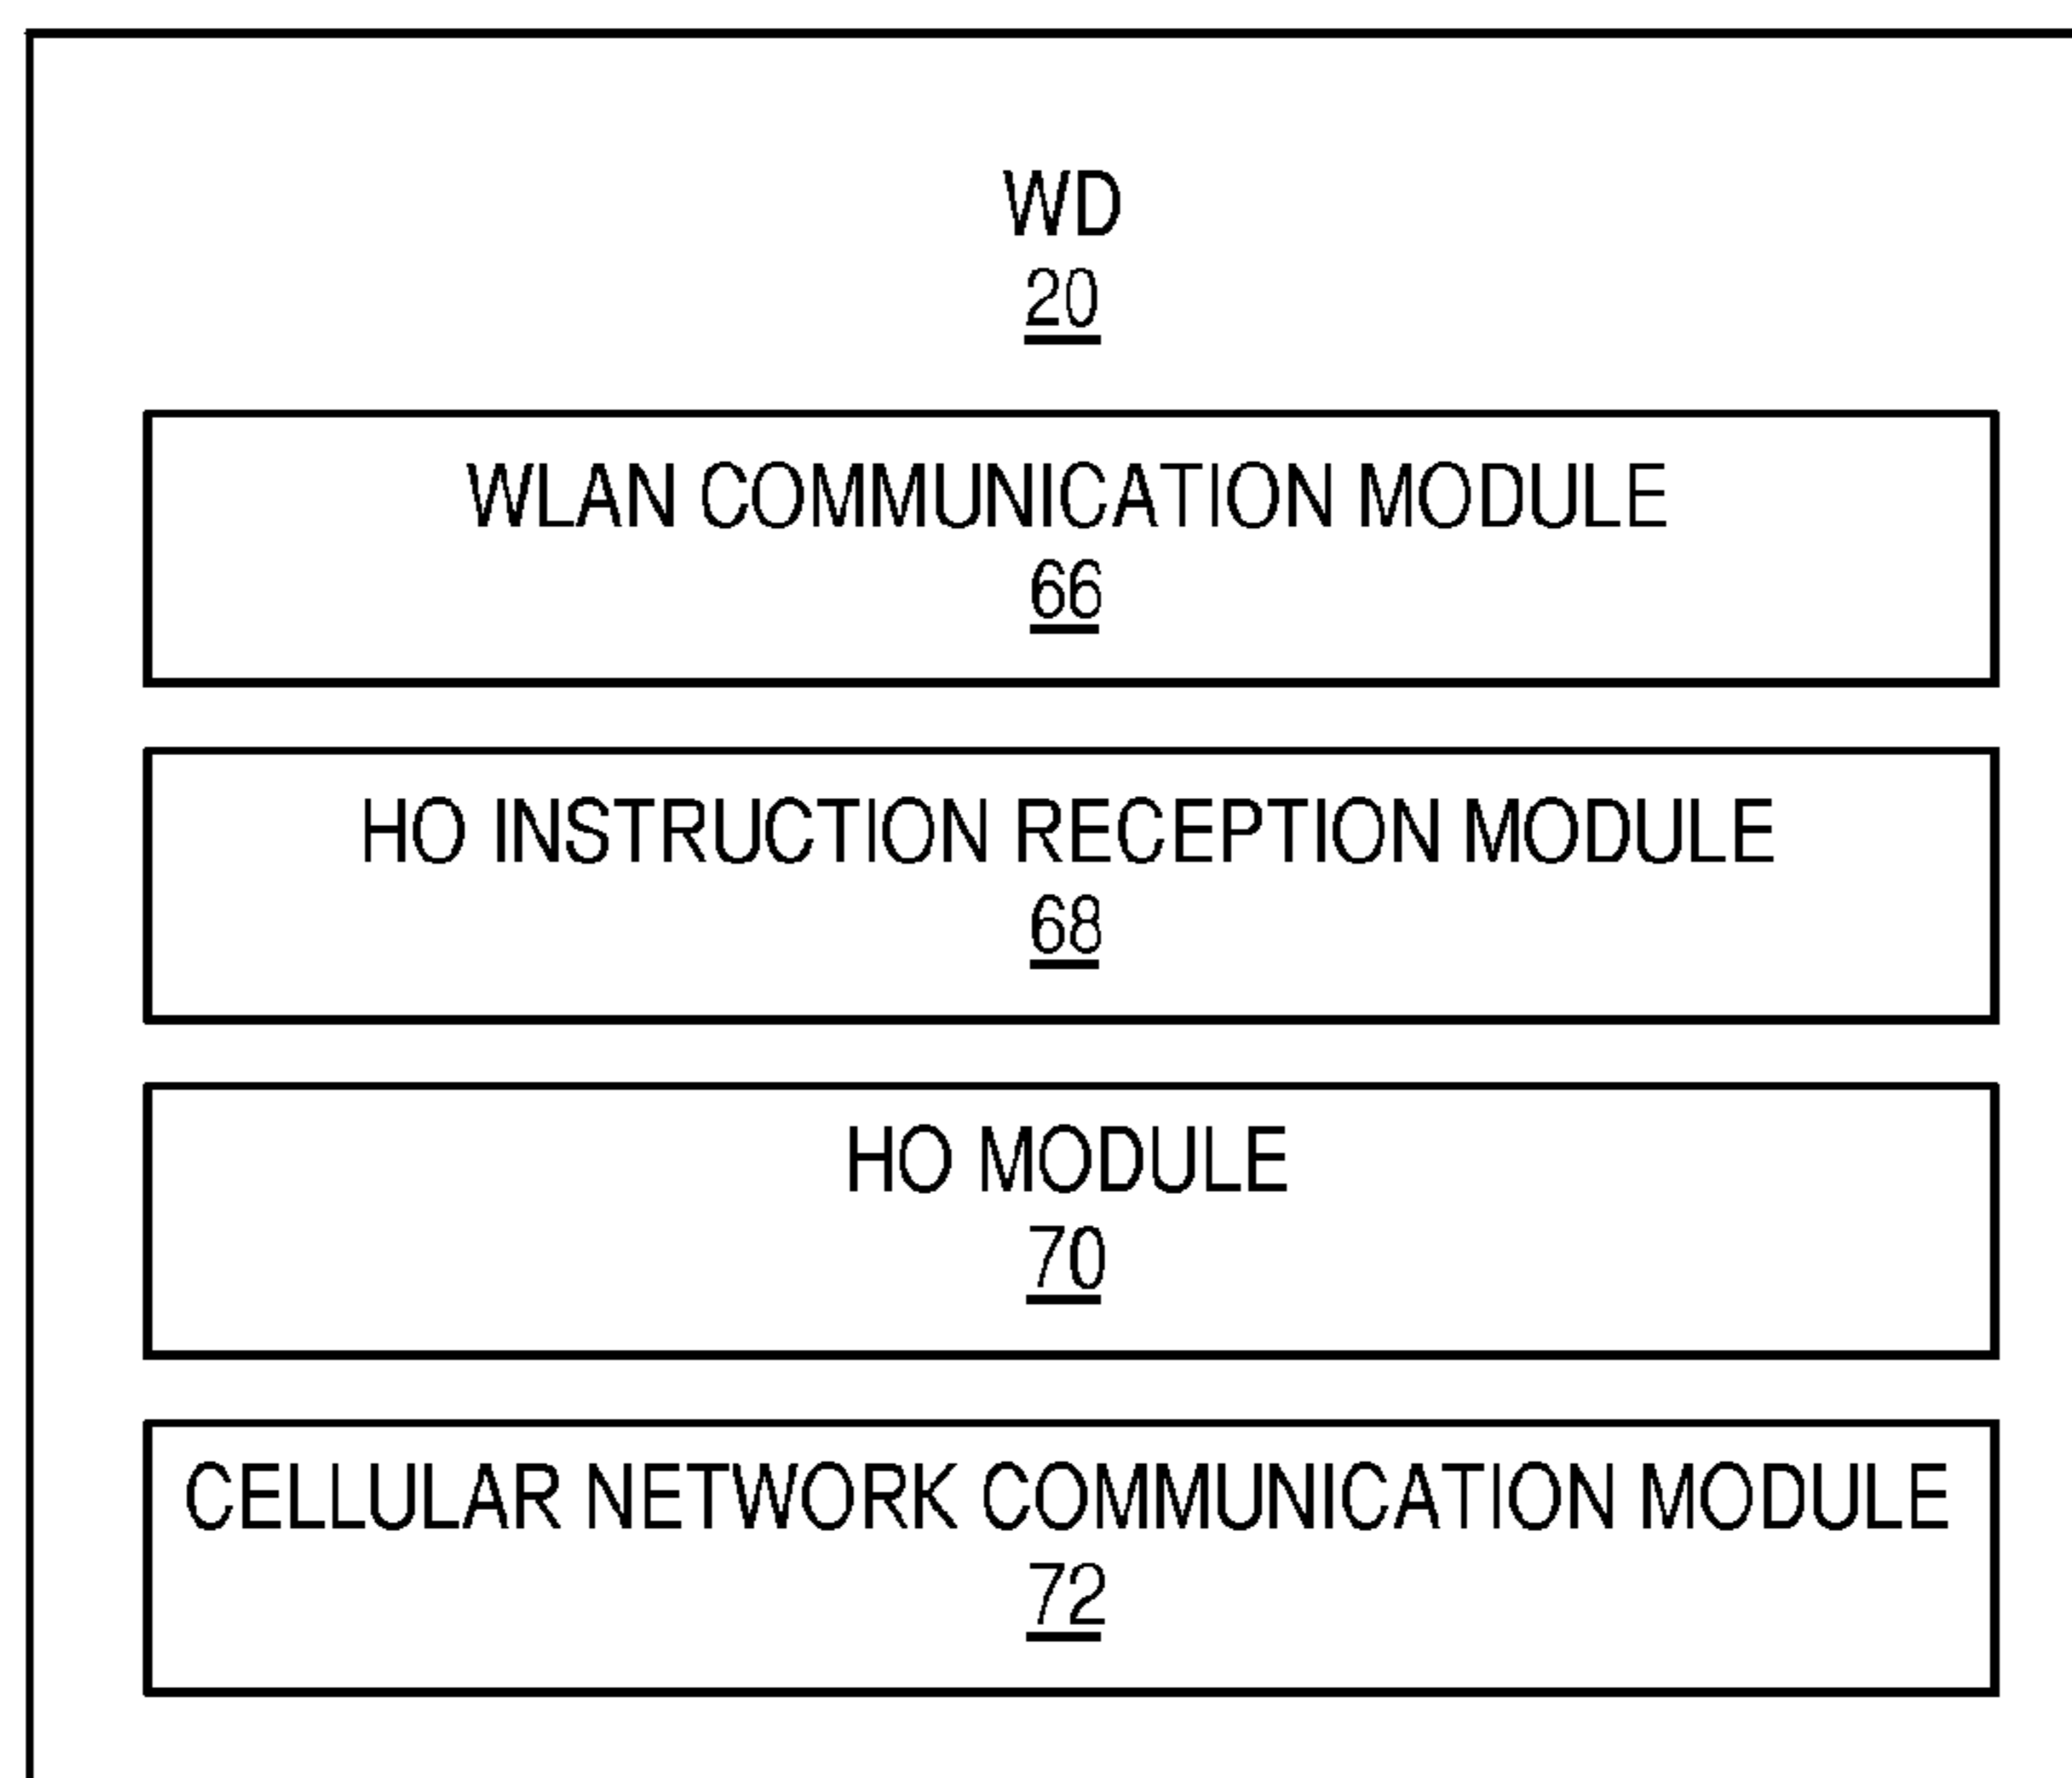 WD
20
WLAN COMMUNICATION MODULE
66
HO INSTRUCTION RECEPTION MODULE
68
HO MODULE
70
CELLULAR NETWORK COMMUNICATION MODULE
72